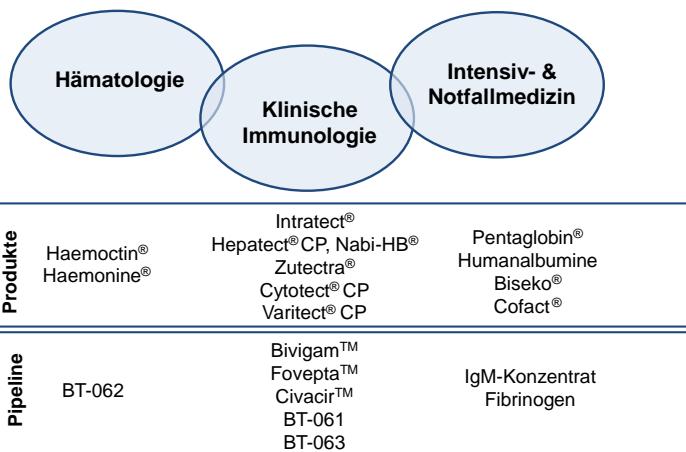 Hämatologie
Klinische
Immunologie
Intensiv- &
Notfallmedizin
Produkte
Haemoctin®
Haemonine®
Intratect®
Hepatect® CP, Nabi-HB®
Zutectra®
Cytotect® CP
Varitect® CP
Pentaglobin®
Humanalbumine
Biseko®
Cofact®
Pipeline
BT-062
Bivigam™
Fovepta™
Civacir™
BT-061
BT-063
IgM-Konzentrat
Fibrinogen